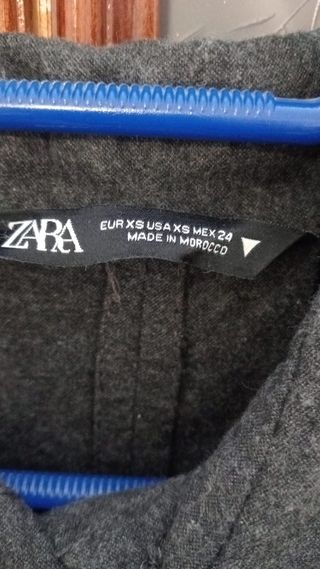 ZARA
EUR XS USA XS MEX 24
MADE IN MOROCCO